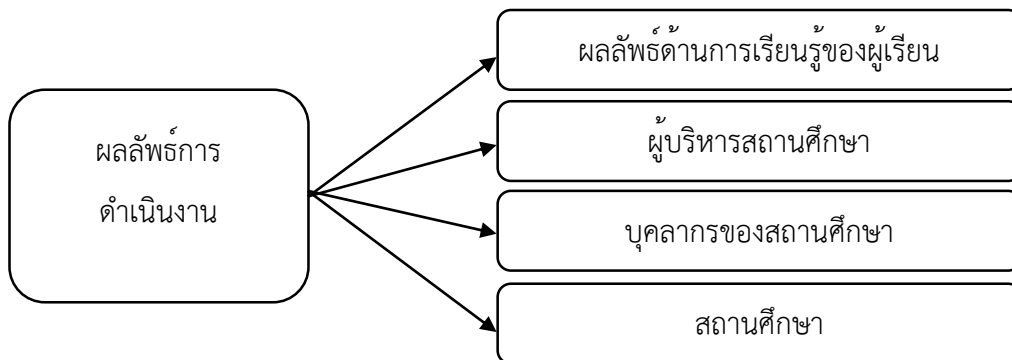 ผลลัพธ์ด้านการเรียนรู้ของผู้เรียน
ผลลัพธ์การ
ดำเนินงาน
ผู้บริหารสถานศึกษา
บุคลากรของสถานศึกษา
สถานศึกษา